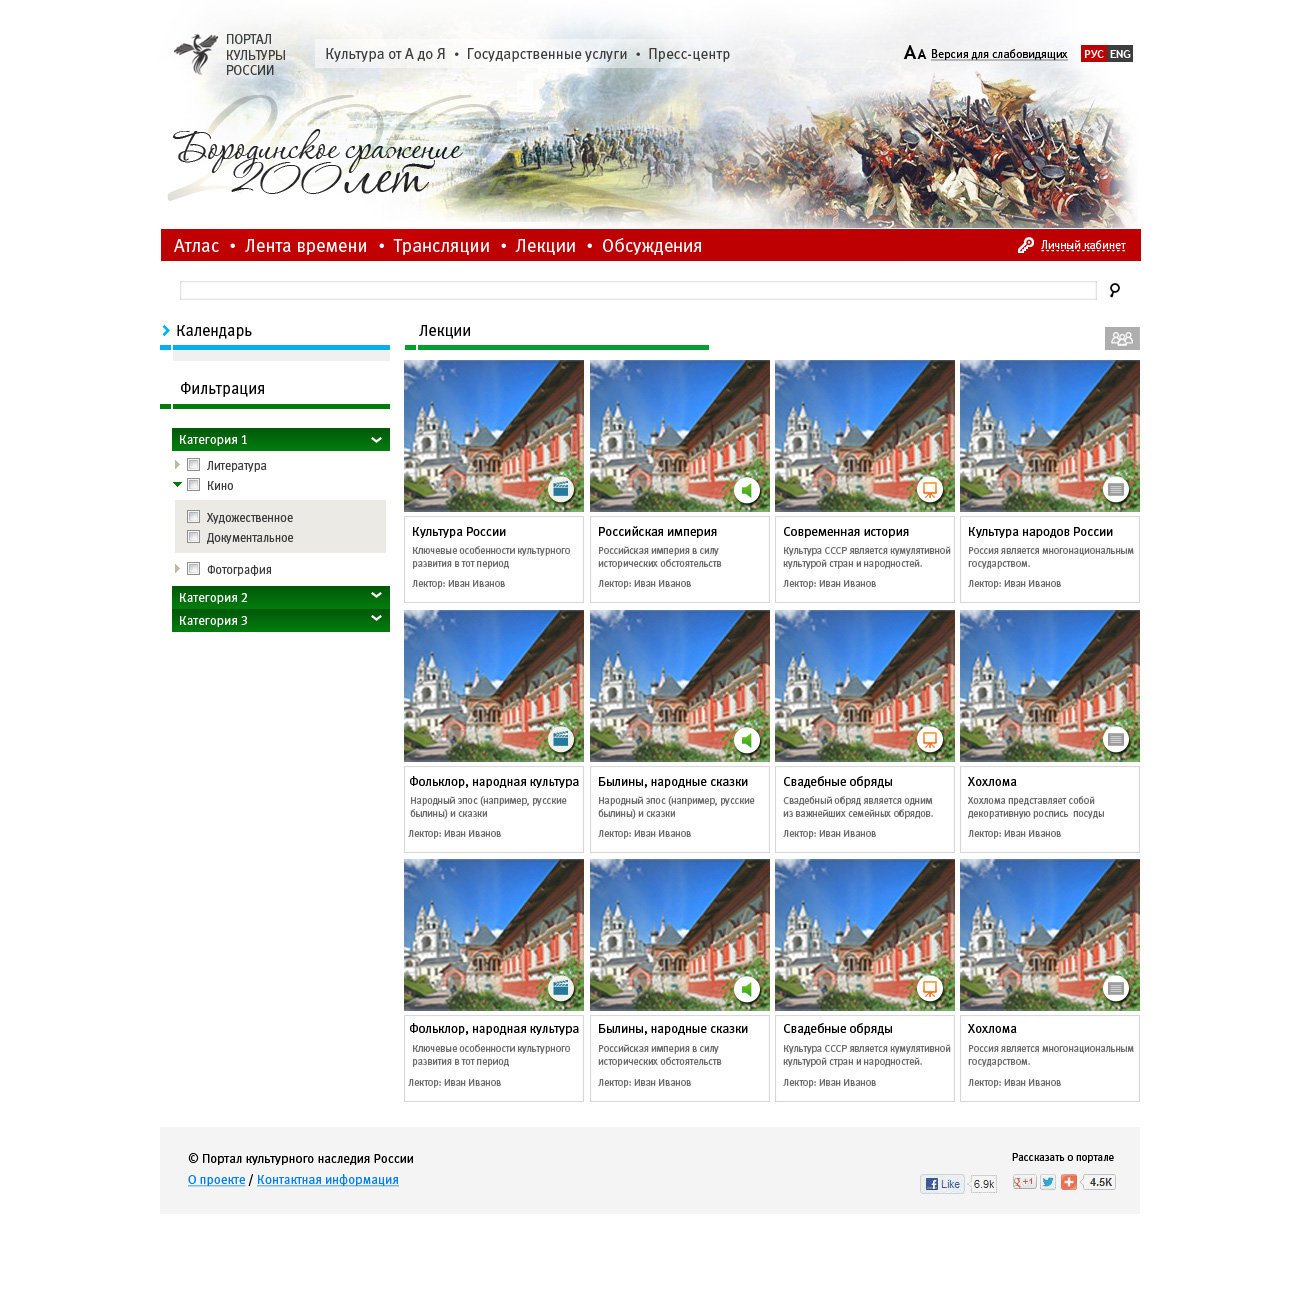 ПОРТАЛ
КУЛЬТУРЫ
РОССИИ
Культура от А до Я • Государственные услуги • Пресс-центр
А А Версия для слабовидящих
РУС ENG
Бородинское сражение
200 лет
Атлас • Лента времени • Трансляции • Лекции • Обсуждения
Личный кабинет
Календарь
Фильтрация
Категория 1
Литература
Кино
Художественное
Документальное
Фотография
Категория 2
Категория 3
Лекции
Культура России
Ключевые особенности культурного
развития в тот период
Лектор: Иван Иванов
Российская империя
Российская империя в силу
исторических обстоятельств
Лектор: Иван Иванов
Современная история
Культура СССР является кумулятивной
культурой стран и народностей.
Лектор: Иван Иванов
Культура народов России
Россия является многонациональным
государством.
Лектор: Иван Иванов
Фольклор, народная культура
Народный эпос (например, русские
былины) и сказки
Лектор: Иван Иванов
Былины, народные сказки
Народный эпос (например, русские
былины) и сказки
Лектор: Иван Иванов
Свадебные обряды
Свадебный обряд является одним
из важнейших семейных обрядов.
Лектор: Иван Иванов
Хохлома
Хохлома представляет собой
декоративную роспись посуды
Лектор: Иван Иванов
Фольклор, народная культура
Ключевые особенности культурного
развития в тот период
Лектор: Иван Иванов
Былины, народные сказки
Российская империя в силу
исторических обстоятельств
Лектор: Иван Иванов
Свадебные обряды
Культура СССР является кумулятивной
культурой стран и народностей.
Лектор: Иван Иванов
Хохлома
Россия является многонациональным
государством.
Лектор: Иван Иванов
© Портал культурного наследия России
О проекте / Контактная информация
Рассказать о портале
Like 6.9k
g +1 4.5K